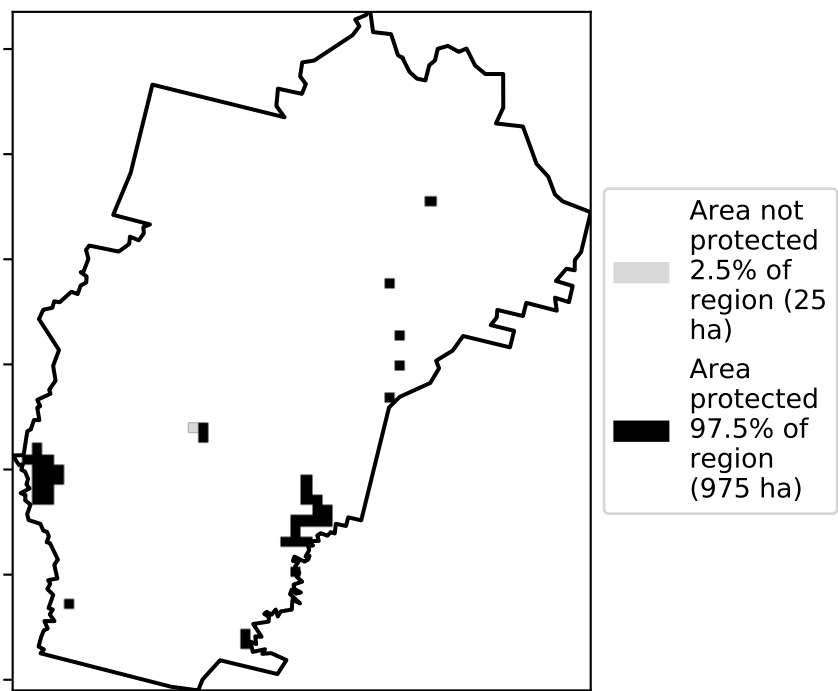 Area not
protected
2.5% of
region (25
ha)
Area
protected
97.5% of
region
(975 ha)